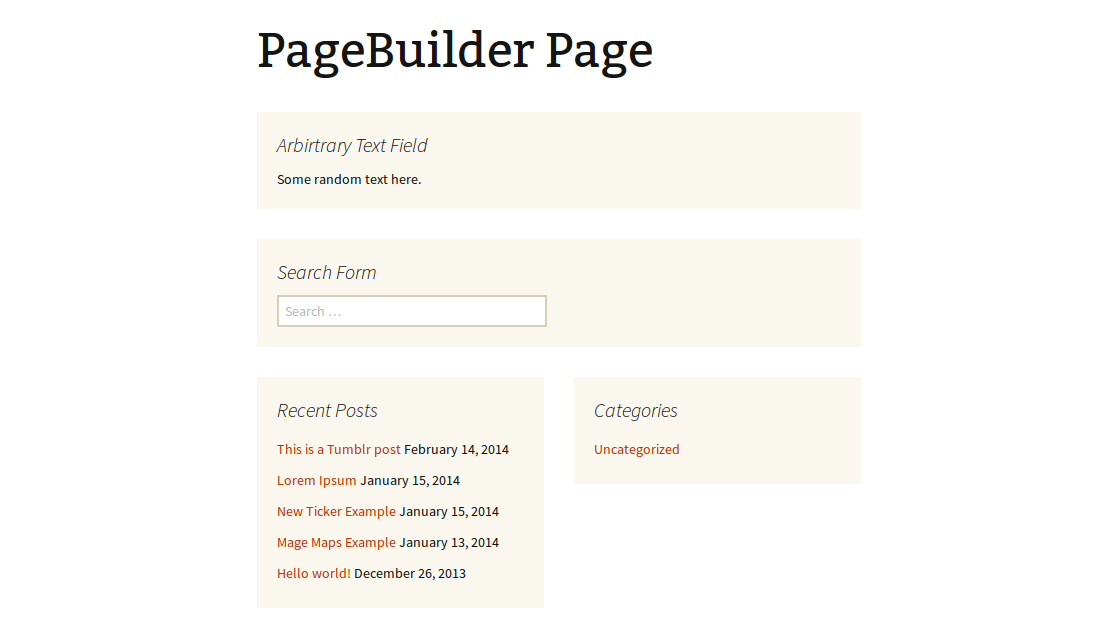 PageBuilder Page
Arbirtrary Text Field
Some random text here.
Search Form
Search …
Recent Posts
This is a Tumblr post February 14, 2014
Lorem Ipsum January 15, 2014
New Ticker Example January 15, 2014
Mage Maps Example January 13, 2014
Hello world! December 26, 2013
Categories
Uncategorized